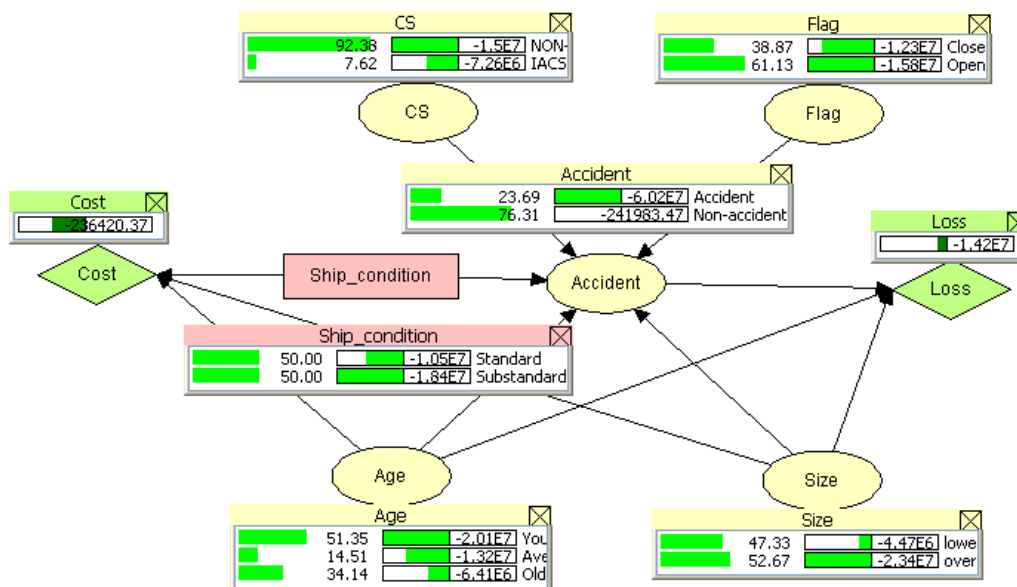 CS
92.38 -1.5E7 NON-
7.62 -7.26E6 IACS
Flag
38.87 -1.23E7 Close
61.13 -1.58E7 Open
CS
Flag
Accident
23.69 -6.02E7 Accident
76.31 -241983.47 Non-accident
Cost
-236420.37
Loss
-1.42E7
Cost
Ship_condition
Accident
Loss
Ship_condition
50.00 -1.05E7 Standard
50.00 -1.84E7 Substandard
Age
Size
Age
51.35 -2.01E7 You
14.51 -1.32E7 Ave
34.14 -6.41E6 Old
Size
47.33 -4.47E6 lowe
52.67 -2.34E7 over